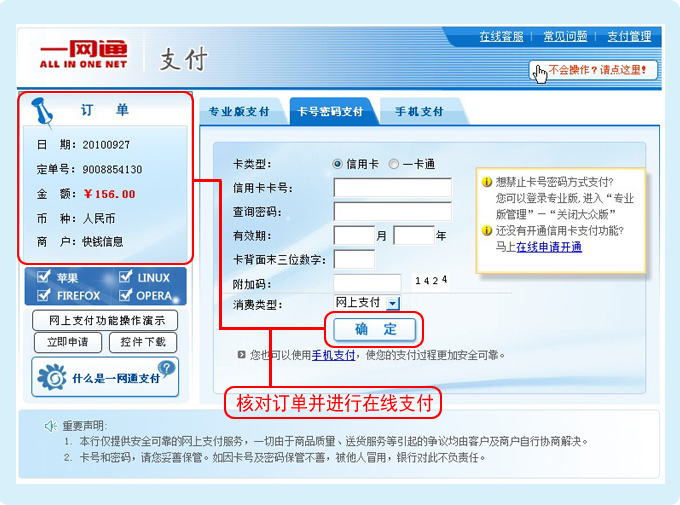 一网通
ALL IN ONE NET
支付
在线客服 | 常见问题 | 支付管理
不会操作？请点这里!
订 单
日 期: 20100927
定单号: 9008854130
金 额: ￥156.00
币 种: 人民币
商 户: 快钱信息
苹果 LINUX
FIREFOX OPERA
网上支付功能操作演示
立即申请 控件下载
什么是一网通支付 ?
专业版支付 卡号密码支付 手机支付
卡类型: 信用卡 一卡通
信用卡卡号:
查询密码:
有效期: 月 年
卡背面末三位数字:
附加码: 1424
消费类型: 网上支付
确 定
您也可以使用手机支付，使您的支付过程更加安全可靠。
想禁止卡号密码方式支付?
您可以登录专业版，进入“专业
版管理”－“关闭大众版”
还没有开通信用卡支付功能?
马上在线申请开通
核对订单并进行在线支付
重要声明:
1. 本行仅提供安全可靠的网上支付服务，一切由于商品质量、送货服务等引起的争议均由客户及商户自行协商解决。
2. 卡号和密码，请您妥善保管。如因卡号及密码保管不善，被他人冒用，银行对此不负责任。